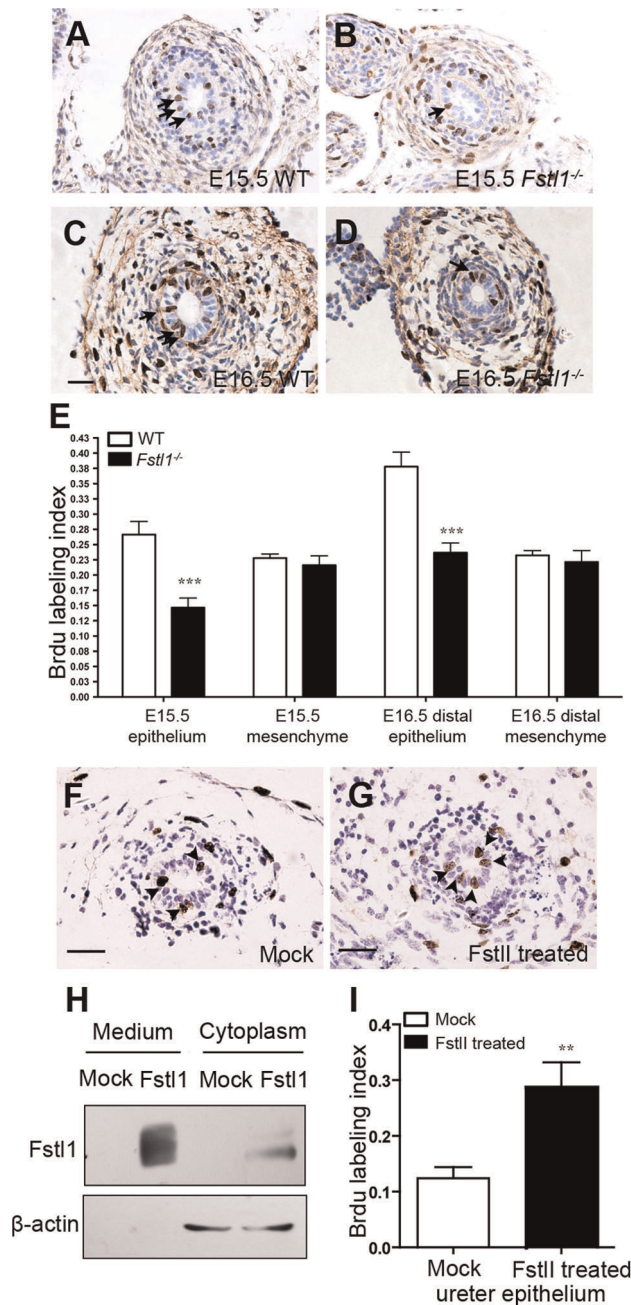 A
E15.5 WT
B
E15.5 Fstl1-/-
C
E16.5 WT
D
E16.5 Fstl1-/-
E
WT
Fstl1-/-
Brdu labeling index
0.43
0.40
0.38
0.35
0.33
0.30
0.28
0.25
0.23
0.20
0.17
0.15
0.12
0.10
0.08
0.05
0.03
0.00
***
***
E15.5
epithelium
E15.5
mesenchyme
E16.5 distal
epithelium
E16.5 distal
mesenchyme
F
Mock
G
FstlI treated
H
Medium Cytoplasm
Mock Fstl1 Mock Fstl1
Fstl1
β-actin
I
Mock
FstlI treated
Brdu labeling index
0.4
0.3
0.2
0.1
0.0
**
Mock FstlI treated
ureter epithelium